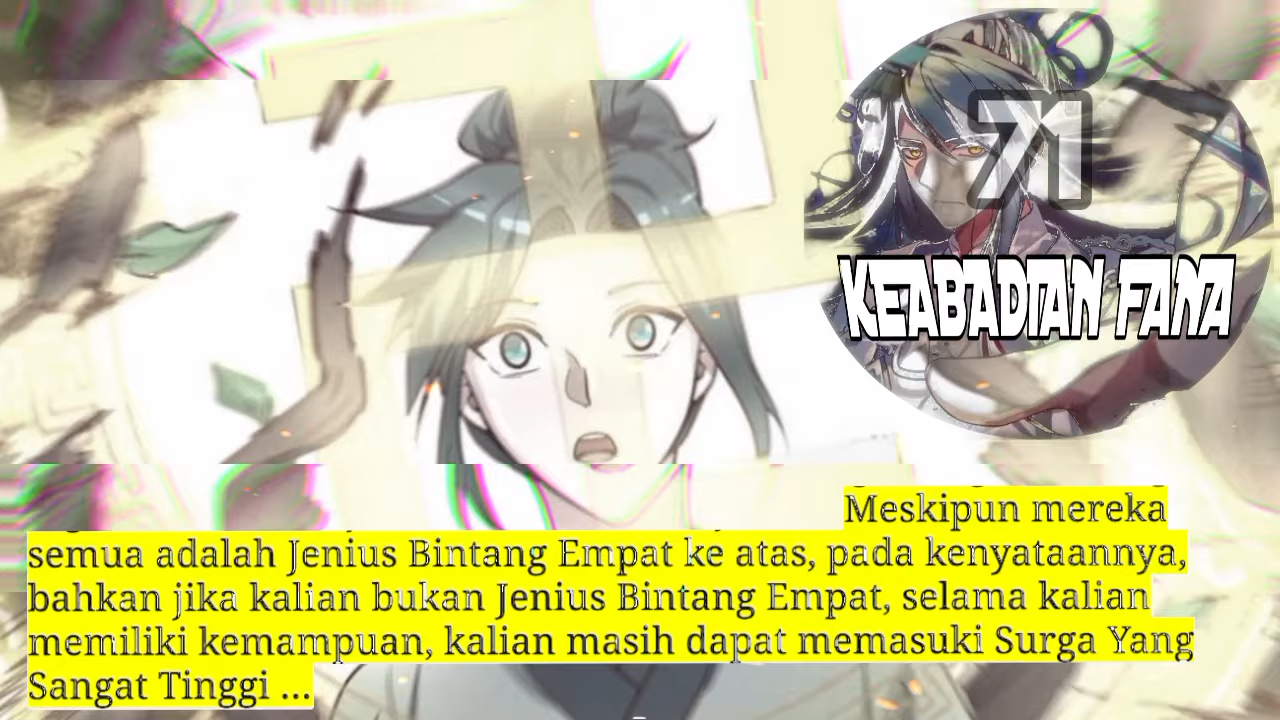 71
KEABADIAN FANA
Meskipun mereka
semua adalah Jenius Bintang Empat ke atas, pada kenyataannya,
bahkan jika kalian bukan Jenius Bintang Empat, selama kalian
memiliki kemampuan, kalian masih dapat memasuki Surga Yang
Sangat Tinggi ...